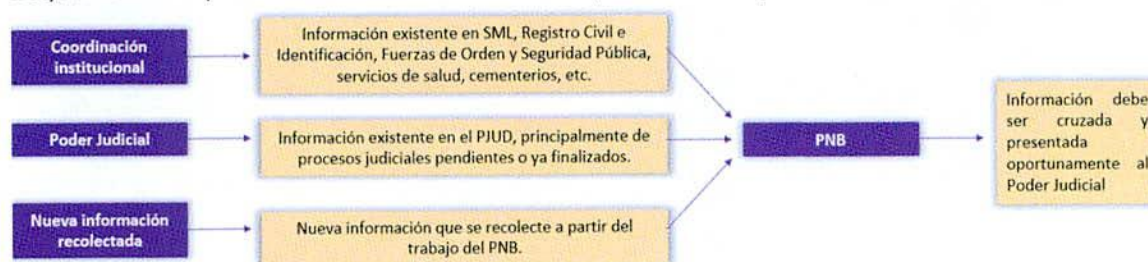 Coordinación
institucional
Información existente en SML, Registro Civil e
Identificación, Fuerzas de Orden y Seguridad Pública,
servicios de salud, cementerios, etc.
Poder Judicial
Información existente en el PJUD, principalmente de
procesos judiciales pendientes o ya finalizados.
Nueva información
recolectada
Nueva información que se recolecte a partir del
trabajo del PNB.
PNB
Información debe
ser cruzada y
presentada
oportunamente al
Poder Judicial